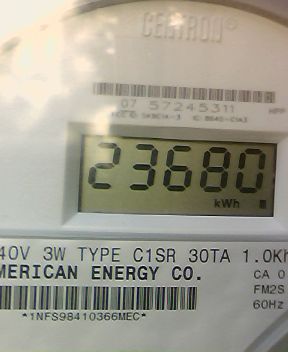 CENTRON®
07 57245311
23680
kWh
40V 3W TYPE C1SR 30TA 1.0Kh
MERICAN ENERGY CO.
CA 0
FM2S
60Hz
*1NFS98410366MEC*